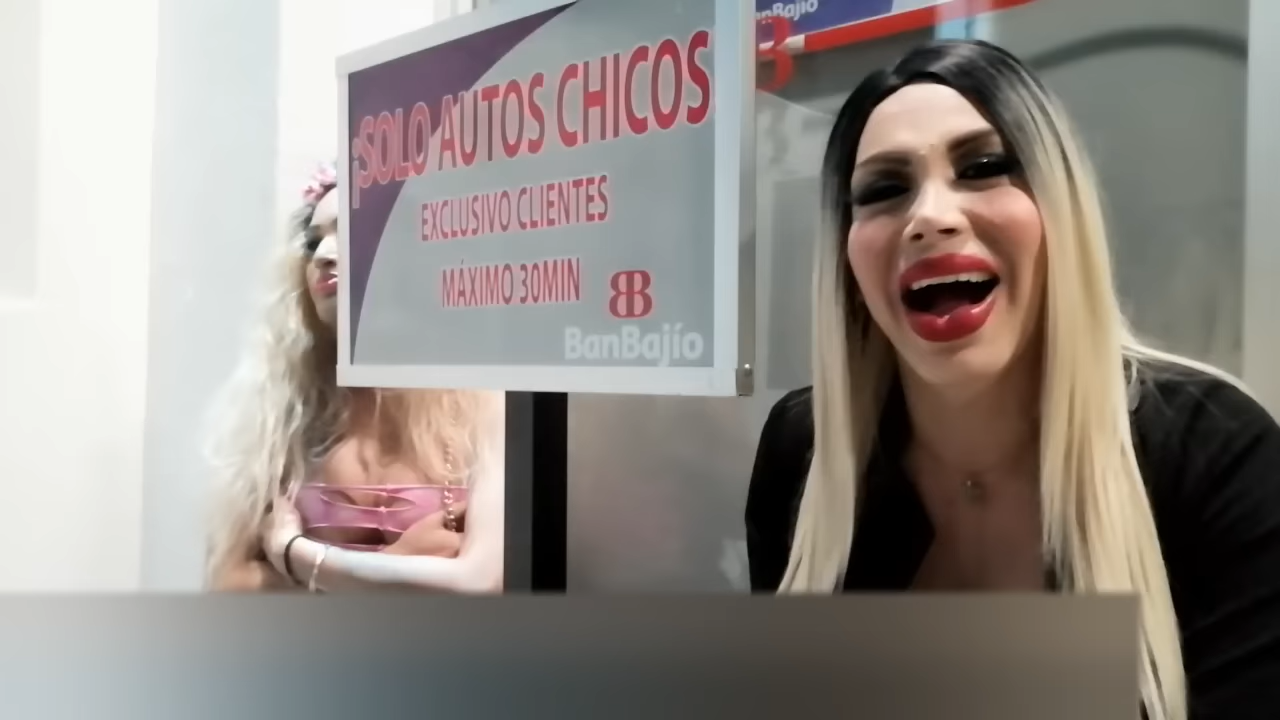 ¡SOLO AUTOS CHICOS
EXCLUSIVO CLIENTES
MÁXIMO 30MIN
BanBajío